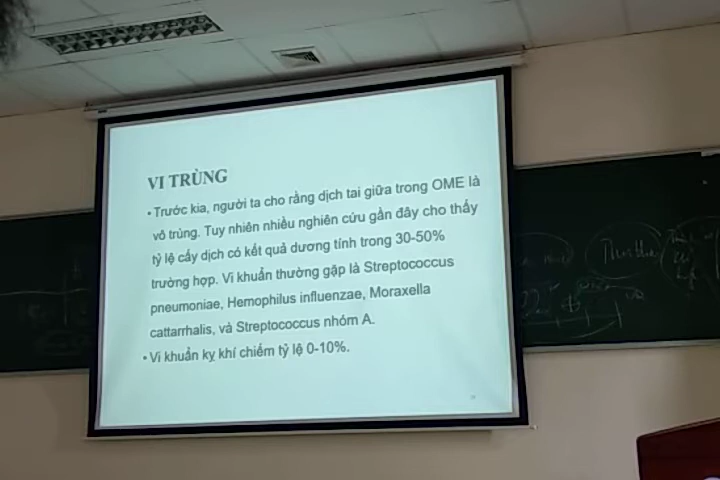 VI TRÙNG
• Trước kia, người ta cho rằng dịch tai giữa trong OME là
vô trùng. Tuy nhiên nhiều nghiên cứu gần đây cho thấy
tỷ lệ cấy dịch có kết quả dương tính trong 30-50%
trường hợp. Vi khuẩn thường gặp là Streptococcus
pneumoniae, Hemophilus influenzae, Moraxella
cattarrhalis, và Streptococcus nhóm A.
• Vi khuẩn kỵ khí chiếm tỷ lệ 0-10%.